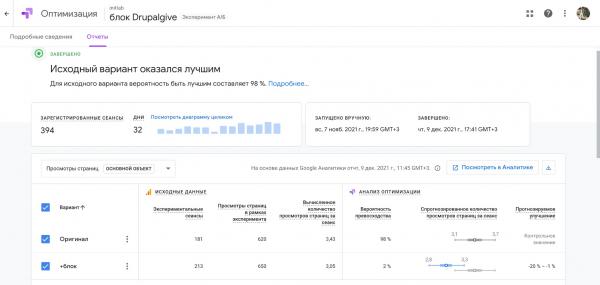 Оптимизация
initlab
блок Drupalgive Эксперимент A/Б
Подробные сведения Отчеты
ЗАВЕРШЕНО
Исходный вариант оказался лучшим
Для исходного варианта вероятность быть лучшим составляет 98 %. Подробнее...
ЗАРЕГИСТРИРОВАННЫЕ СЕАНСЫ ДНИ Посмотреть диаграмму целиком
394 32
ЗАПУЩЕНО ВРУЧНУЮ: ЗАВЕРШЕНО:
вс, 7 нояб. 2021 г., 19:59 GMT+3 чт, 9 дек. 2021 г., 17:41 GMT+3
Просмотры страниц ОСНОВНОЙ ОБЪЕКТ
На основе данных Google Аналитики отчт, 9 дек. 2021 г., 11:45 GMT+3. Посмотреть в Аналитике
ИСХОДНЫЕ ДАННЫЕ АНАЛИЗ ОПТИМИЗАЦИИ
Вариант Экспериментальные сеансы Просмотры страниц в рамках эксперимента Вычисленное количество просмотров страниц за сеанс Вероятность превосходства Спрогнозированное количество просмотров страниц за сеанс Прогнозируемое улучшение
Оригинал 181 620 3,43 98 % 3,1 3,7 Контрольное значение
+блок 213 650 3,05 2 % 2,8 3,3 -20 % – -1 %